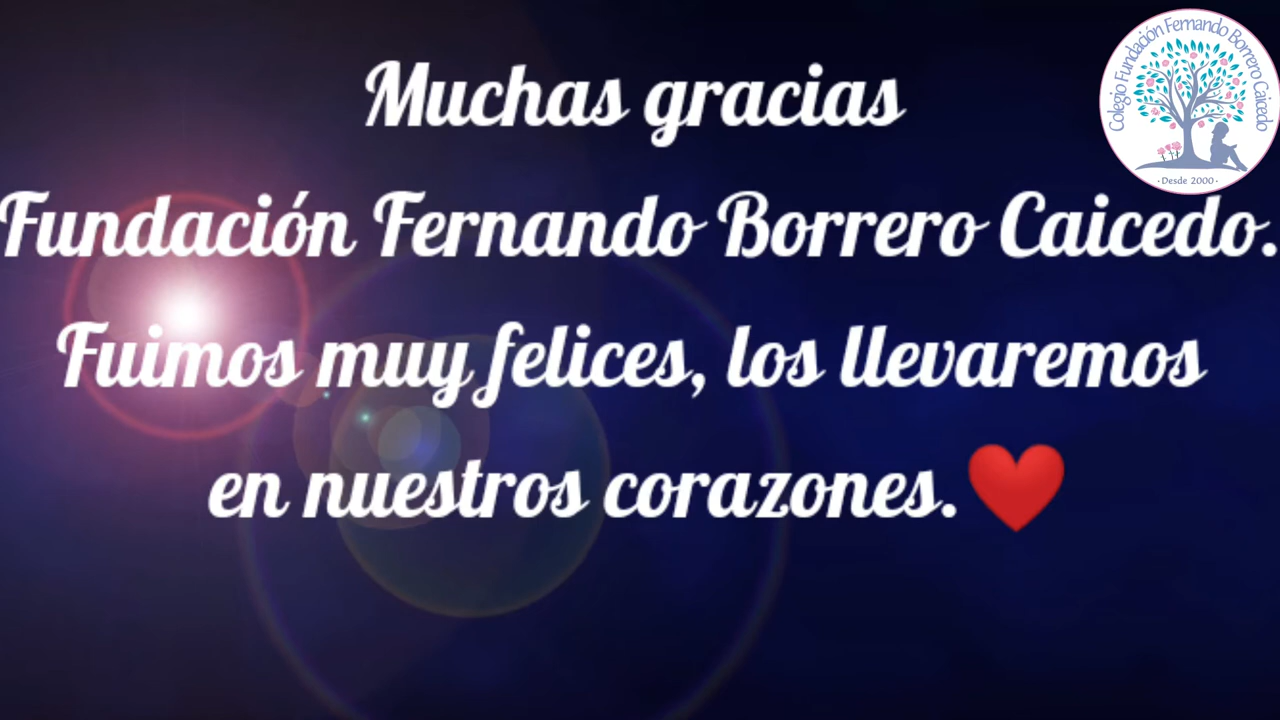 Muchas gracias
Fundación Fernando Borrero Caicedo.
Fuimos muy felices, los llevaremos
en nuestros corazones. ❤️
Colegio Fundación Fernando Borrero Caicedo
· Desde 2000 ·